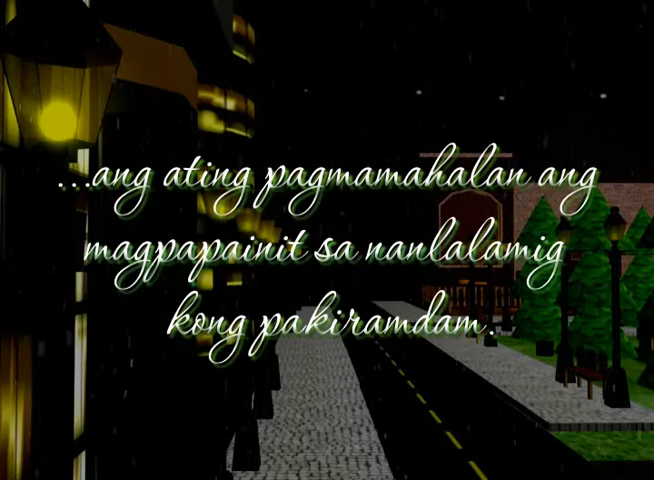 ...ang ating pagmamahalan ang
magpapainit sa nanlalamig
kong pakiramdam.